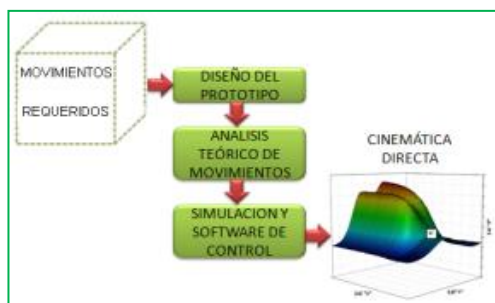 MOVIMIENTOS
REQUERIDOS
DISEÑO DEL
PROTOTIPO
ANALISIS
TEÓRICO DE
MOVIMIENTOS
SIMULACION Y
SOFTWARE DE
CONTROL
CINEMÁTICA
DIRECTA